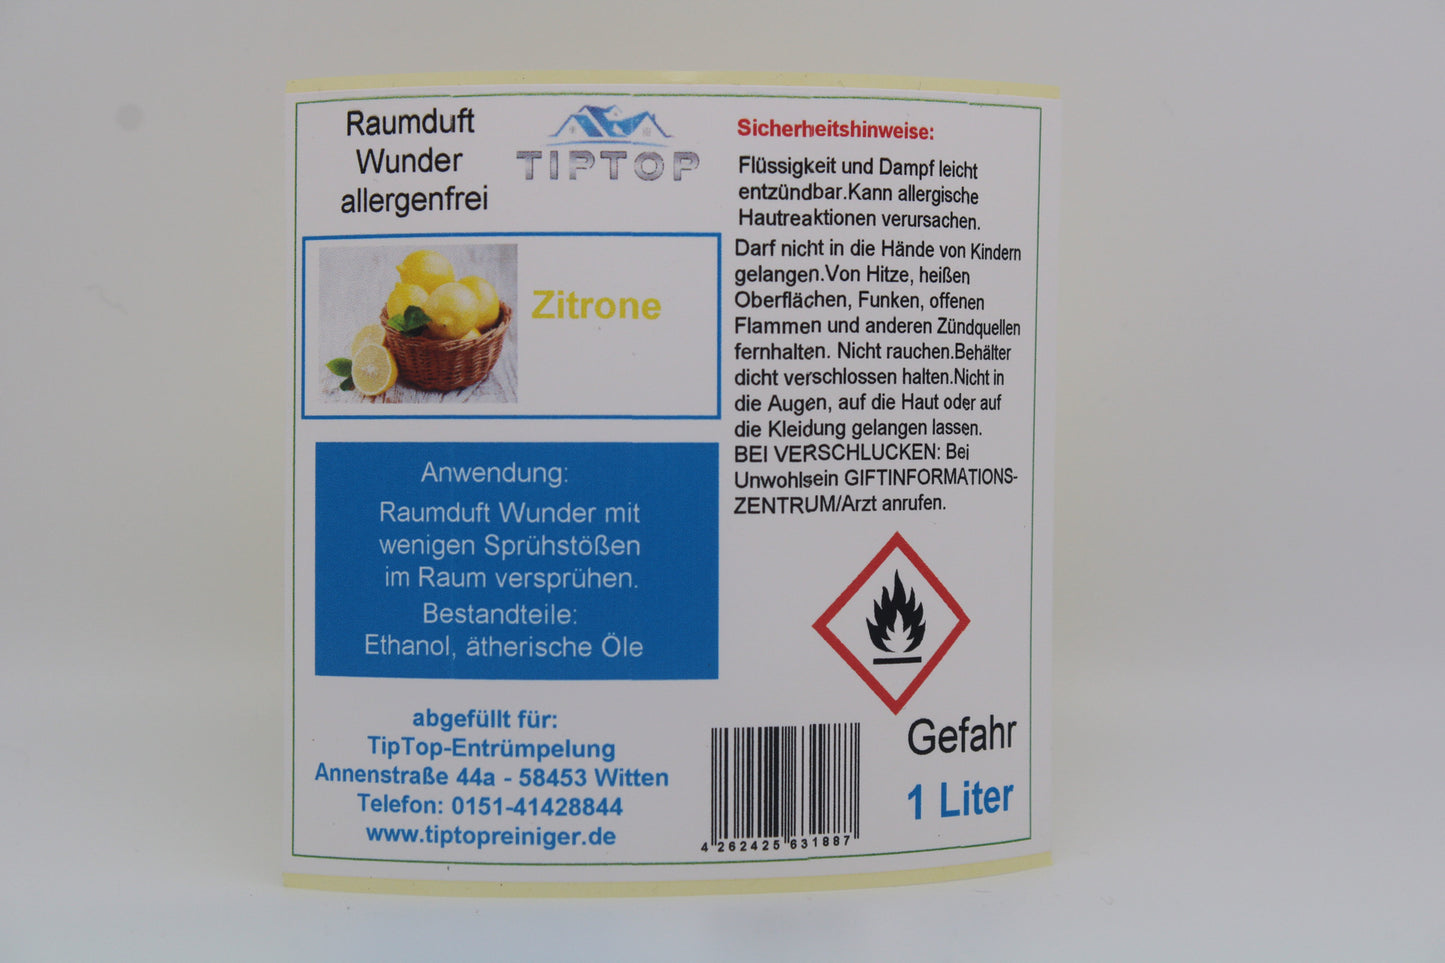 Raumduft
Wunder
allergenfrei
TIPTOP
Zitrone
Anwendung:
Raumduft Wunder mit
wenigen Sprühstößen
im Raum versprühen.
Bestandteile:
Ethanol, ätherische Öle
abgefüllt für:
TipTop-Entrümpelung
Annenstraße 44a - 58453 Witten
Telefon: 0151-41428844
www.tiptopreiniger.de
Sicherheitshinweise:
Flüssigkeit und Dampf leicht
entzündbar.Kann allergische
Hautreaktionen verursachen.
Darf nicht in die Hände von Kindern
gelangen.Von Hitze, heißen
Oberflächen, Funken, offenen
Flammen und anderen Zündquellen
fernhalten. Nicht rauchen.Behälter
dicht verschlossen halten.Nicht in
die Augen, auf die Haut oder auf
die Kleidung gelangen lassen.
BEI VERSCHLUCKEN: Bei
Unwohlsein GIFTINFORMATIONS-
ZENTRUM/Arzt anrufen.
Gefahr
1 Liter
4 262425 631887